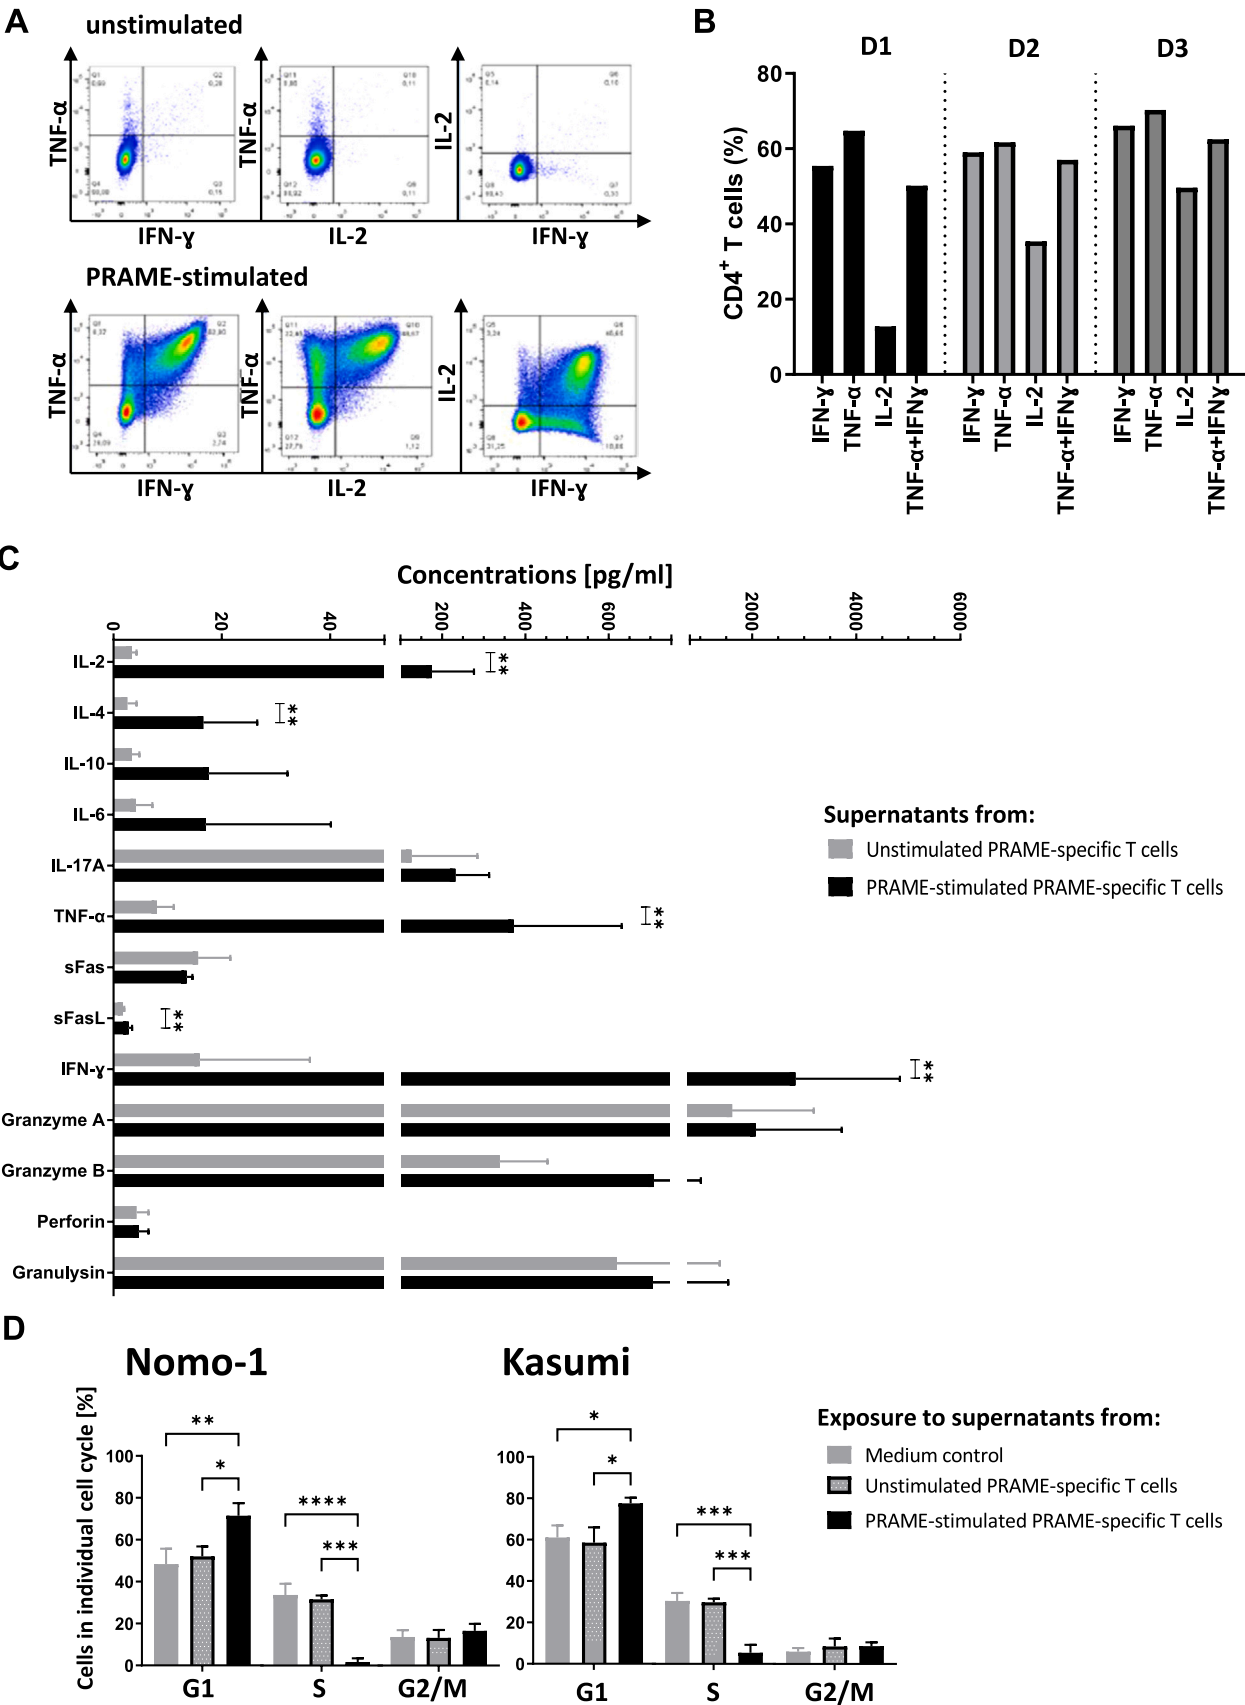 A
unstimulated
TNF-α
IFN-ɣ
TNF-α
IL-2
IL-2
IFN-ɣ
PRAME-stimulated
TNF-α
IFN-ɣ
TNF-α
IL-2
IL-2
IFN-ɣ
B
D1 D2 D3
CD4+ T cells (%)
80
60
40
20
0
IFN-ɣ TNF-α IL-2 TNF-α+IFNɣ IFN-ɣ TNF-α IL-2 TNF-α+IFNɣ IFN-ɣ TNF-α IL-2 TNF-α+IFNɣ
C
Concentrations [pg/ml]
0 20 40 200 400 600 2000 4000 6000
IL-2 **
IL-4 **
IL-10
IL-6
IL-17A
TNF-α **
sFas
sFasL **
IFN-ɣ **
Granzyme A
Granzyme B
Perforin
Granulysin
Supernatants from:
Unstimulated PRAME-specific T cells
PRAME-stimulated PRAME-specific T cells
D
Nomo-1
Cells in individual cell cycle [%]
100
80
60
40
20
0
** * **** ***
G1 S G2/M
Kasumi
100
80
60
40
20
0
* * *** ***
G1 S G2/M
Exposure to supernatants from:
Medium control
Unstimulated PRAME-specific T cells
PRAME-stimulated PRAME-specific T cells